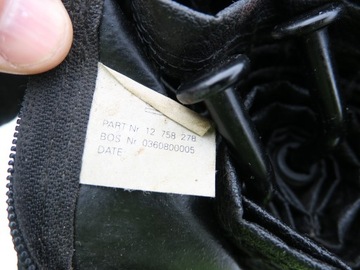 PART Nr. 12 758 278
BOS. Nr. 0360800005
DATE